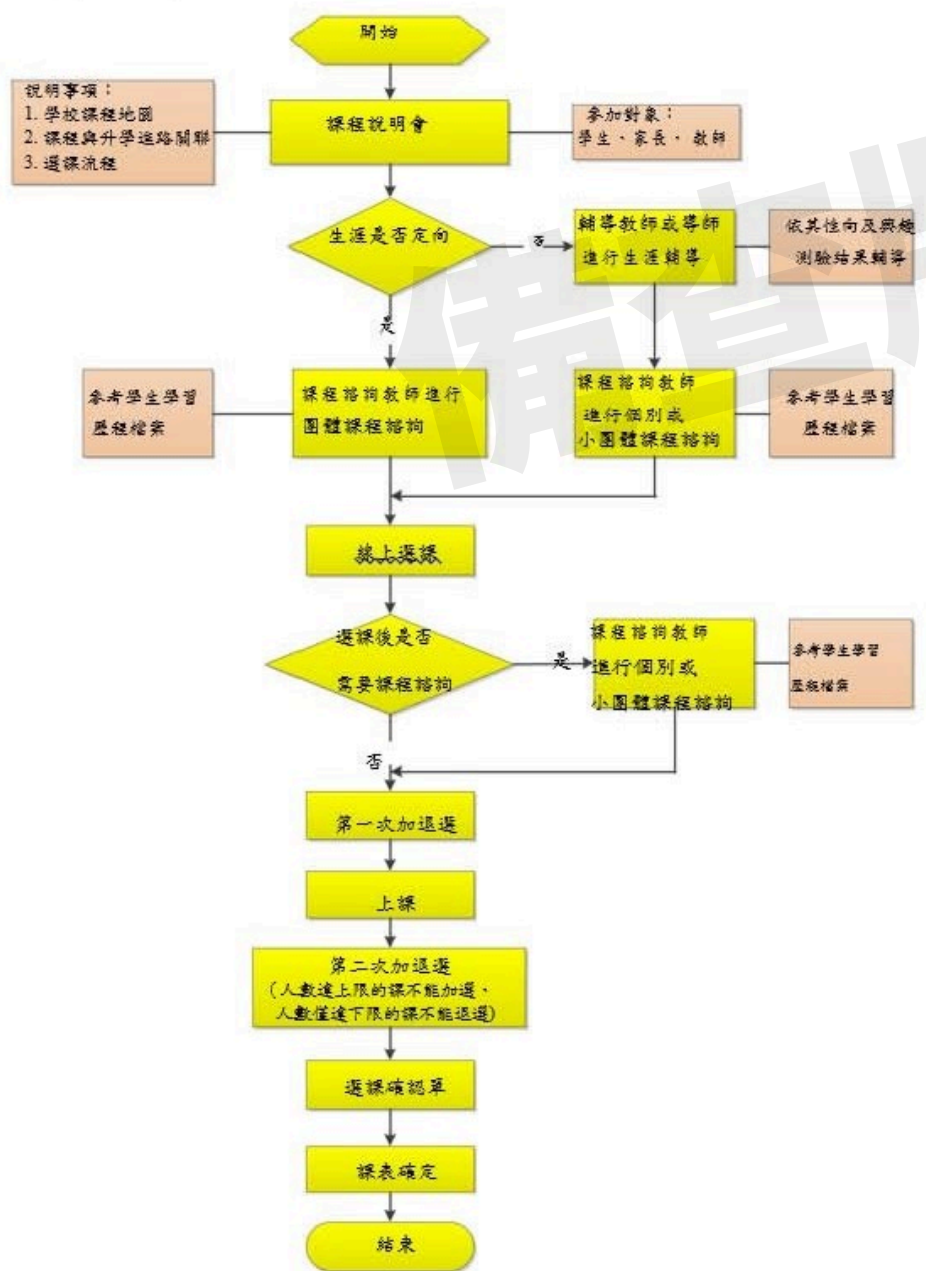 開始
說明事項：
1. 學校課程地圖
2. 課程與升學進路關聯
3. 選課流程
課程說明會
參加對象：
學生、家長、教師
生涯是否定向
否
輔導教師或導師
進行生涯輔導
依其性向及興趣
測驗結果輔導
是
參考學生學習
歷程檔案
課程諮詢教師進行
團體課程諮詢
課程諮詢教師
進行個別或
小團體課程諮詢
參考學生學習
歷程檔案
線上選課
選課後是否
需要課程諮詢
是
課程諮詢教師
進行個別或
小團體課程諮詢
參考學生學習
歷程檔案
否
第一次加退選
上課
第二次加退選
(人數達上限的課不能加選、
人數僅達下限的課不能退選)
選課確認單
課表確定
結束
備查版